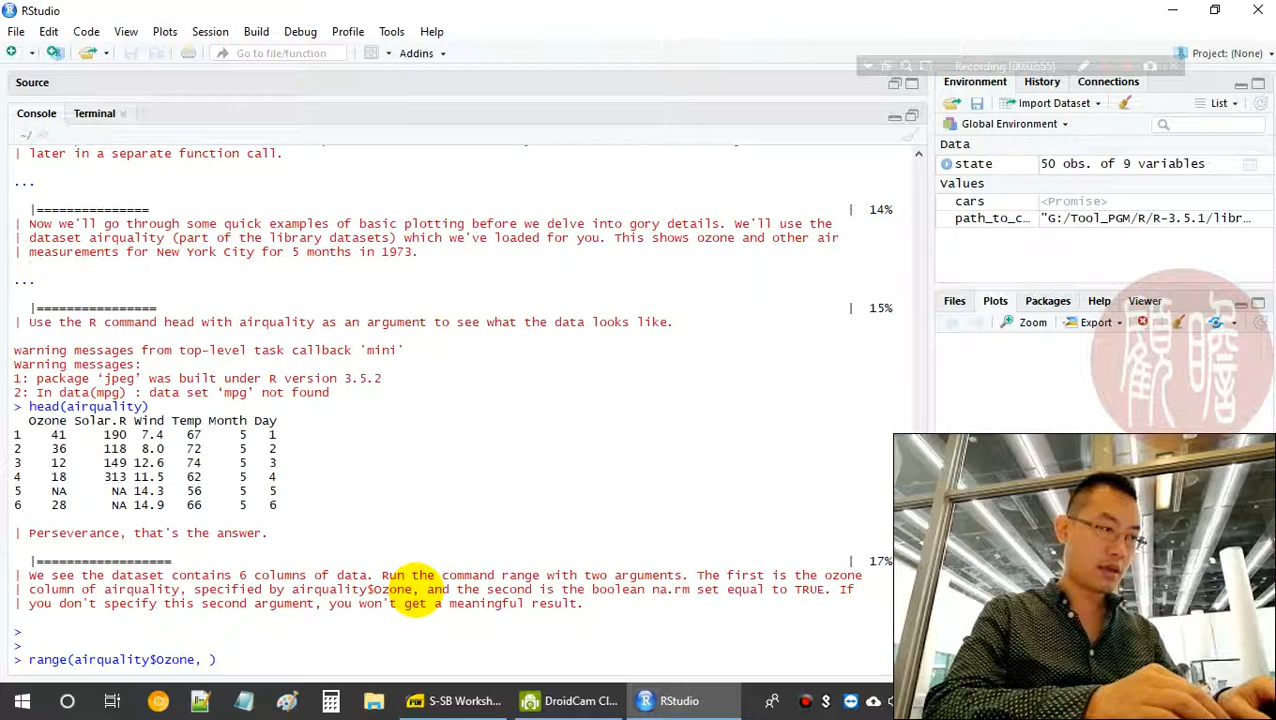 RStudio
File Edit Code View Plots Session Build Debug Profile Tools Help
Go to file/function Addins Project: (None)
Recording [00:02:55]
Source
Console Terminal
~/
| later in a separate function call.
...
|=============== | 14%
| Now we'll go through some quick examples of basic plotting before we delve into gory details. We'll use the
| dataset airquality (part of the library datasets) which we've loaded for you. This shows ozone and other air
| measurements for New York City for 5 months in 1973.
...
|================ | 15%
| Use the R command head with airquality as an argument to see what the data looks like.
warning messages from top-level task callback 'mini'
Warning messages:
1: package ‘jpeg’ was built under R version 3.5.2
2: In data(mpg) : data set ‘mpg’ not found
> head(airquality)
Ozone Solar.R Wind Temp Month Day
1 41 190 7.4 67 5 1
2 36 118 8.0 72 5 2
3 12 149 12.6 74 5 3
4 18 313 11.5 62 5 4
5 NA NA 14.3 56 5 5
6 28 NA 14.9 66 5 6
| Perseverance, that's the answer.
|================== | 17%
| We see the dataset contains 6 columns of data. Run the command range with two arguments. The first is the ozone
| column of airquality, specified by airquality$Ozone, and the second is the boolean na.rm set equal to TRUE. If
| you don't specify this second argument, you won't get a meaningful result.
>
>
> range(airquality$Ozone, )
Environment History Connections
Import Dataset List
Global Environment
Data
state 50 obs. of 9 variables
Values
cars <Promise>
path_to_c… "G:/Tool_PGM/R/R-3.5.1/libr…
Files Plots Packages Help Viewer
Zoom Export
S-SB Worksh... DroidCam Cl... RStudio